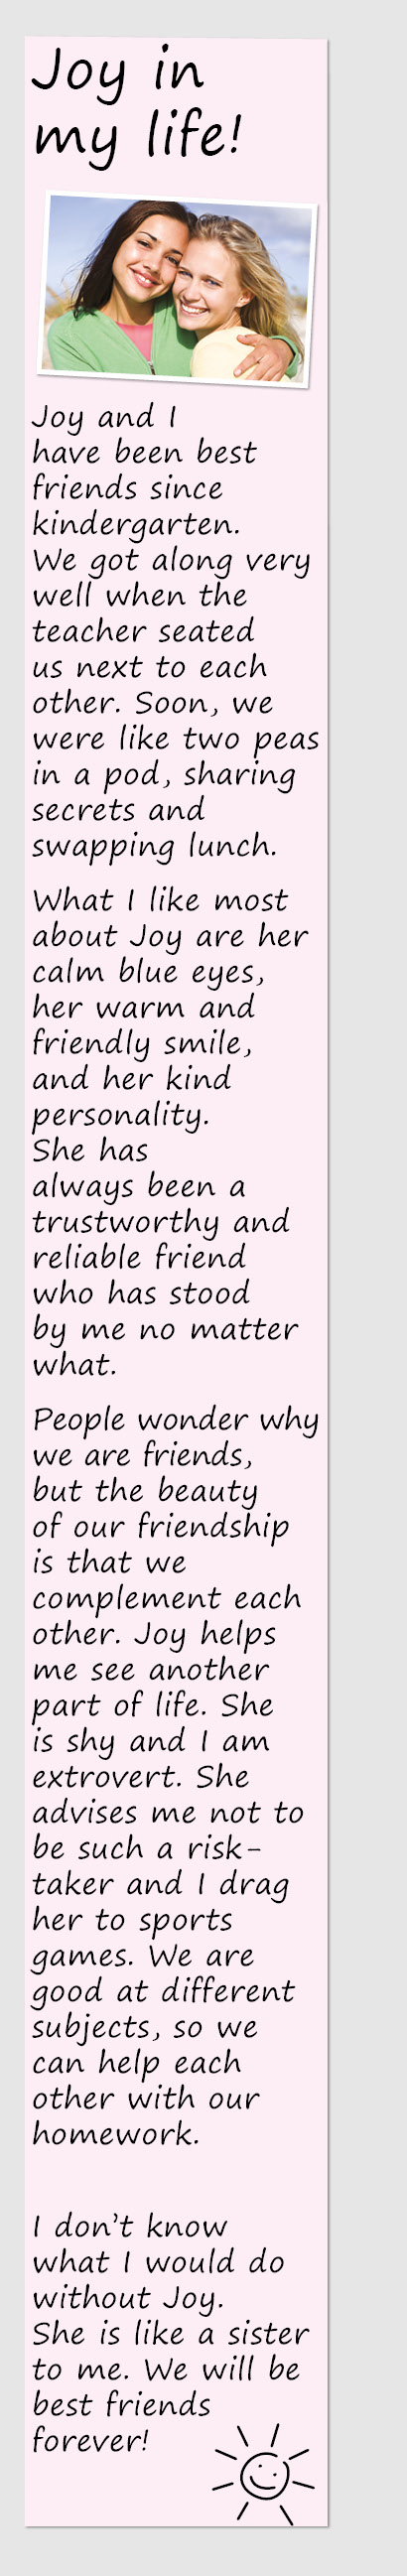 Joy in
my life!
Joy and I
have been best
friends since
kindergarten.
We got along very
well when the
teacher seated
us next to each
other. Soon, we
were like two peas
in a pod, sharing
secrets and
swapping lunch.
What I like most
about Joy are her
calm blue eyes,
her warm and
friendly smile,
and her kind
personality.
She has
always been a
trustworthy and
reliable friend
who has stood
by me no matter
what.
People wonder why
we are friends,
but the beauty
of our friendship
is that we
complement each
other. Joy helps
me see another
part of life. She
is shy and I am
extrovert. She
advises me not to
be such a risk-
taker and I drag
her to sports
games. We are
good at different
subjects, so we
can help each
other with our
homework.
I don't know
what I would do
without Joy.
She is like a sister
to me. We will be
best friends
forever!